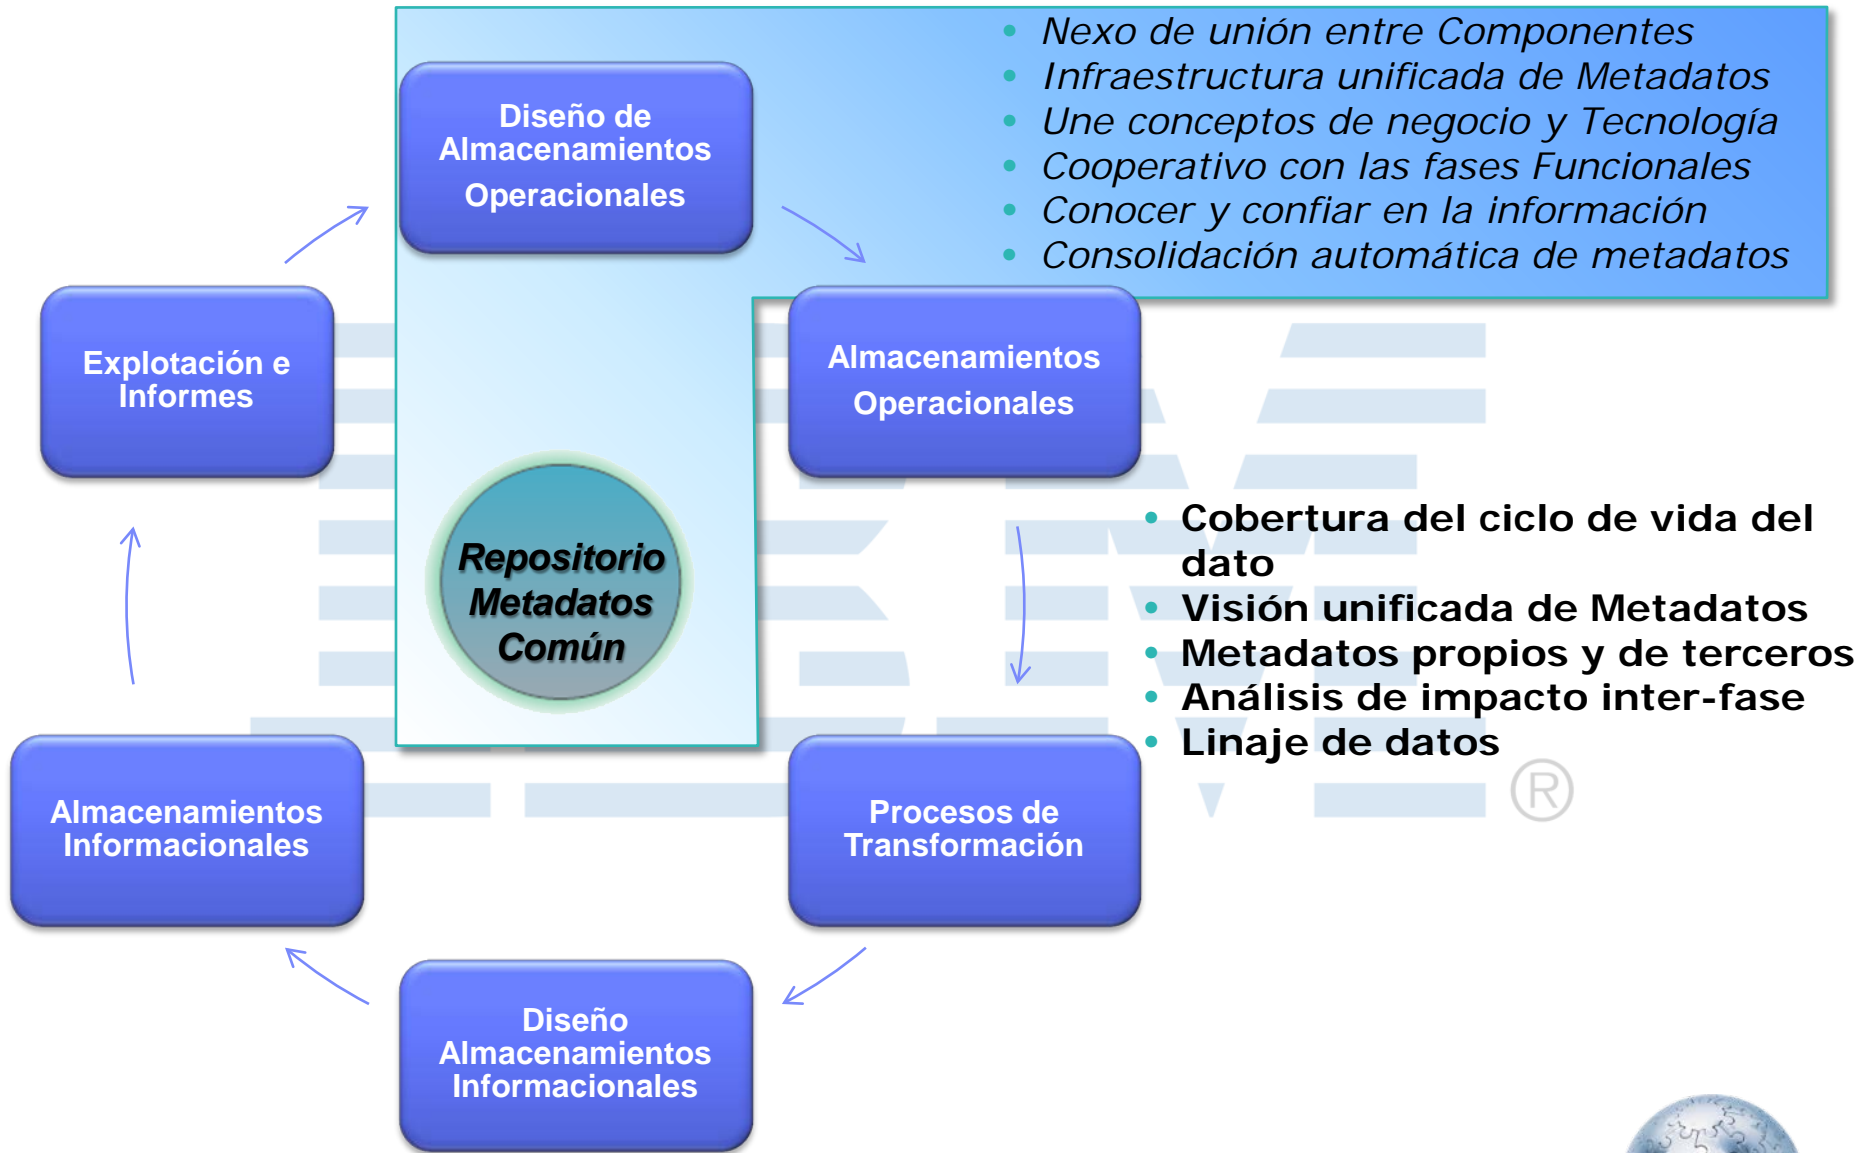 • Nexo de unión entre Componentes
• Infraestructura unificada de Metadatos
• Une conceptos de negocio y Tecnología
• Cooperativo con las fases Funcionales
• Conocer y confiar en la información
• Consolidación automática de metadatos
Diseño de
Almacenamientos
Operacionales
Explotación e
Informes
Almacenamientos
Operacionales
Repositorio
Metadatos
Común
• Cobertura del ciclo de vida del
dato
• Visión unificada de Metadatos
• Metadatos propios y de terceros
• Análisis de impacto inter-fase
• Linaje de datos
Almacenamientos
Informacionales
Procesos de
Transformación
Diseño
Almacenamientos
Informacionales
IBM
®